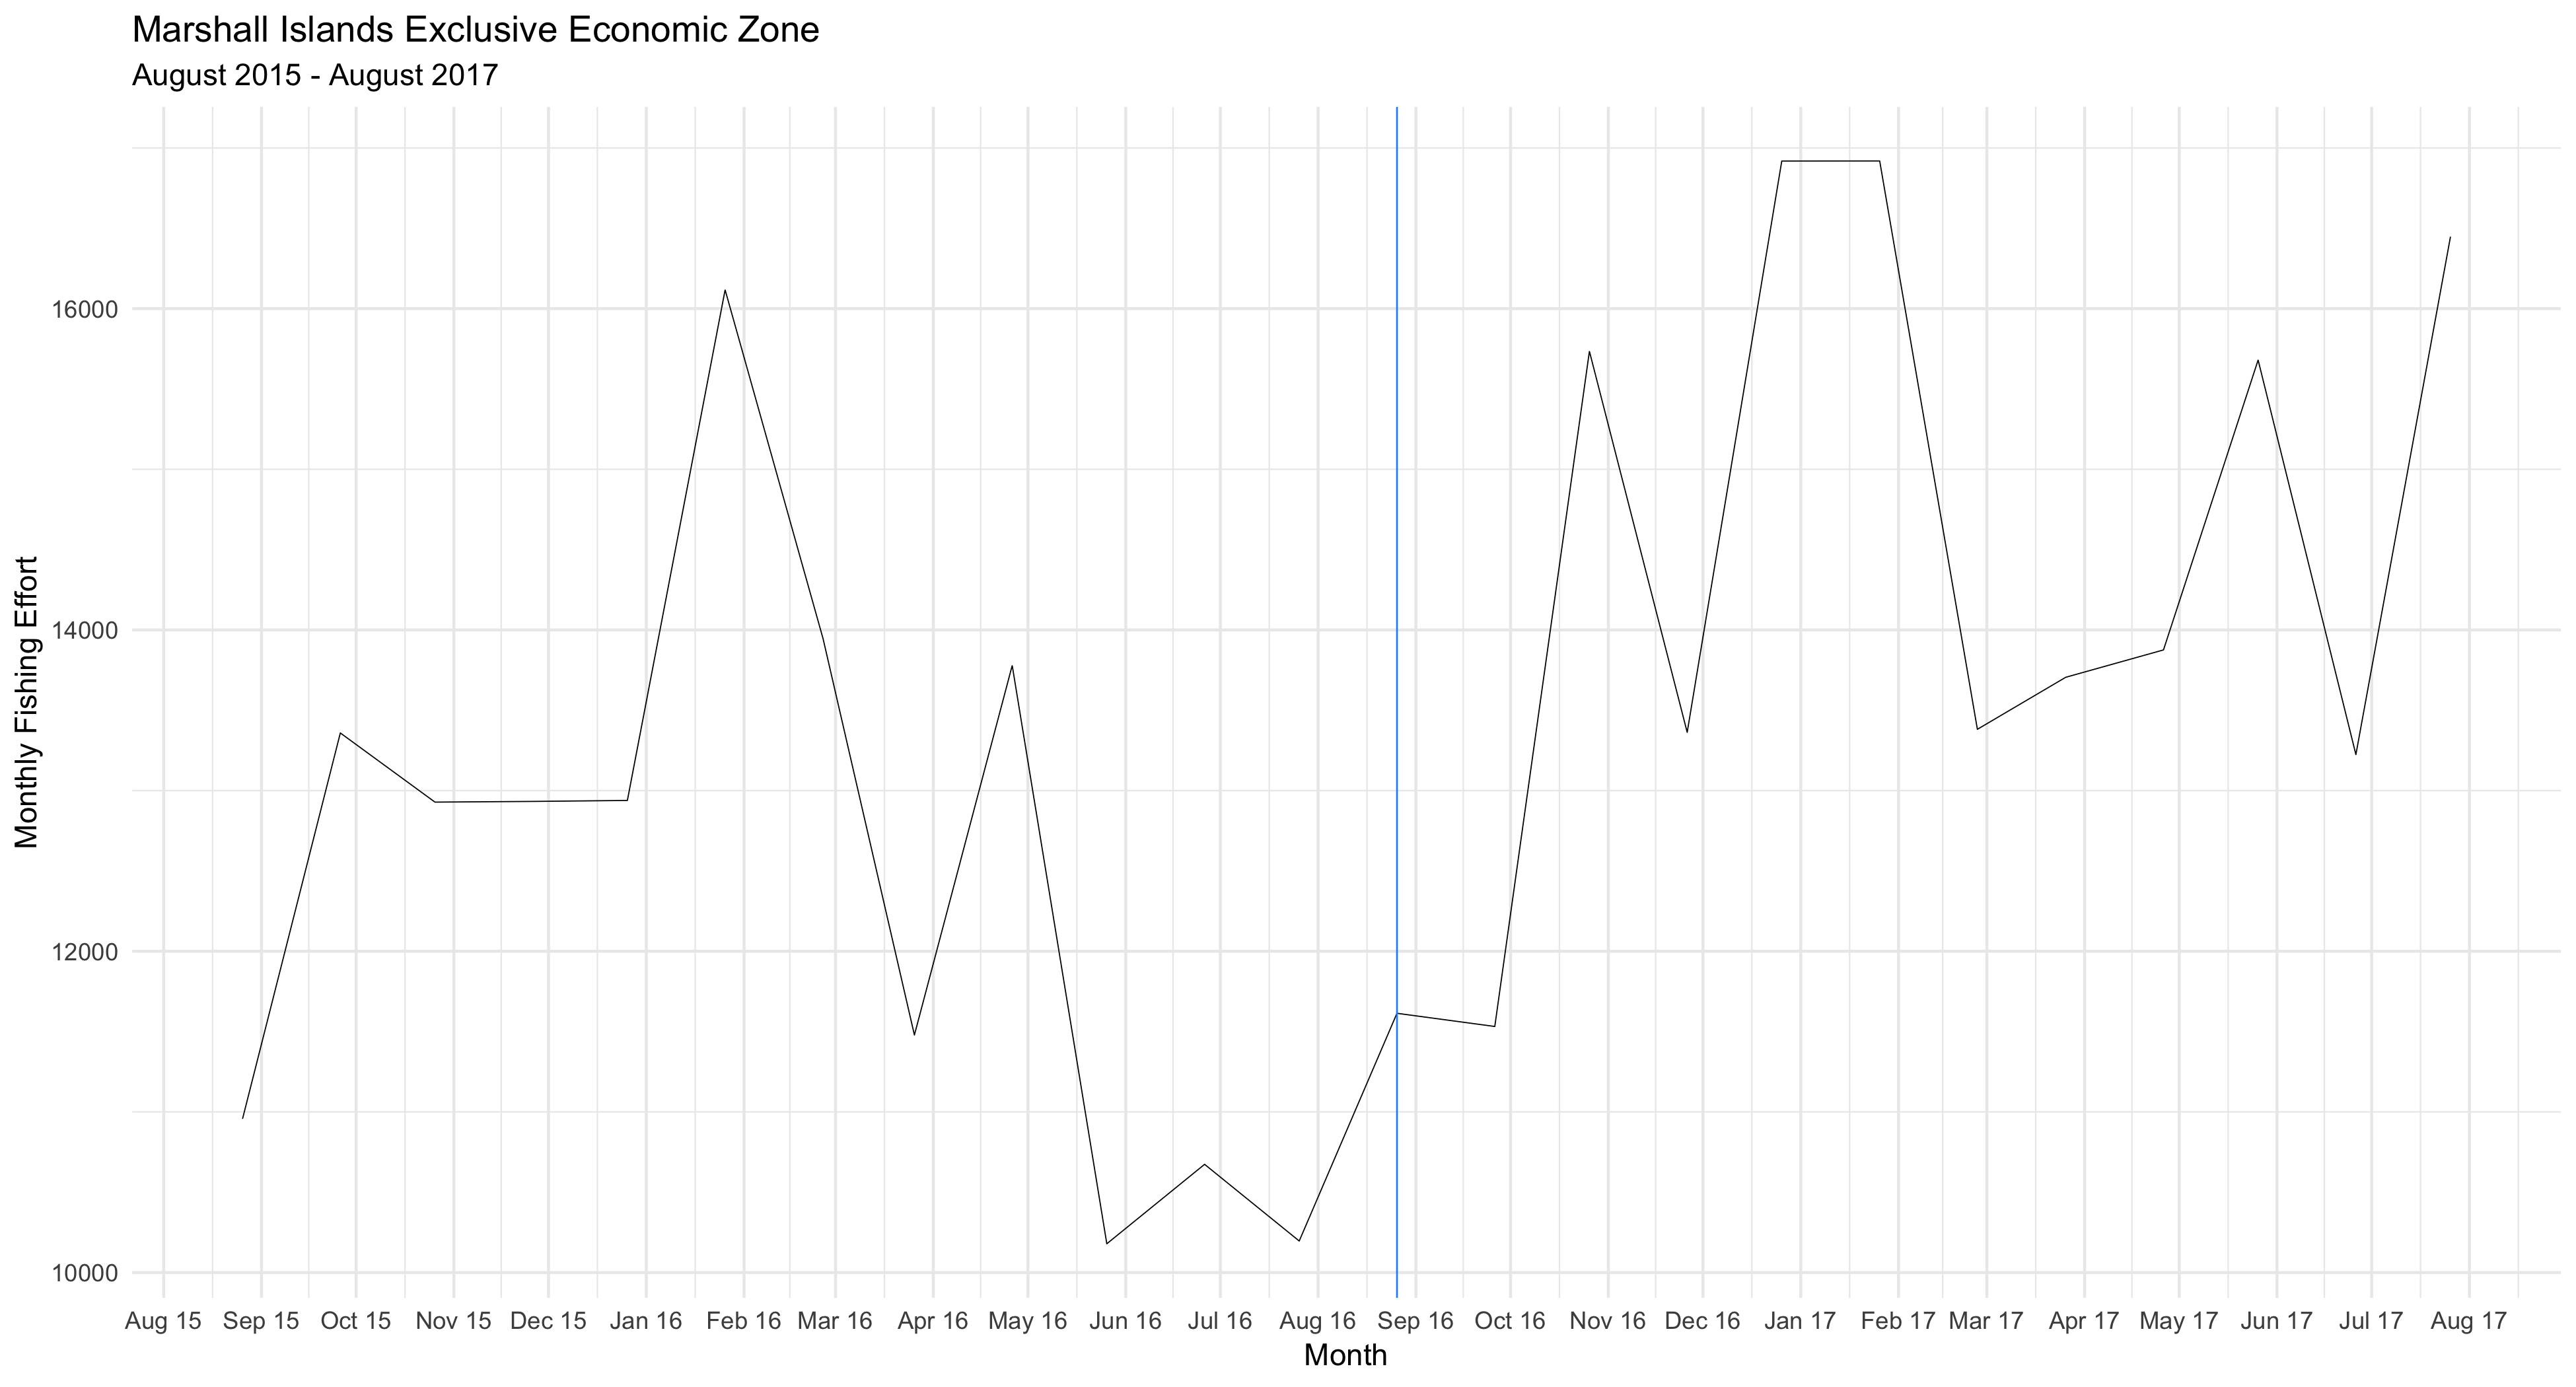 Marshall Islands Exclusive Economic Zone
August 2015 - August 2017
Monthly Fishing Effort
16000
14000
12000
10000
Aug 15 Sep 15 Oct 15 Nov 15 Dec 15 Jan 16 Feb 16 Mar 16 Apr 16 May 16 Jun 16 Jul 16 Aug 16 Sep 16 Oct 16 Nov 16 Dec 16 Jan 17 Feb 17 Mar 17 Apr 17 May 17 Jun 17 Jul 17 Aug 17
Month